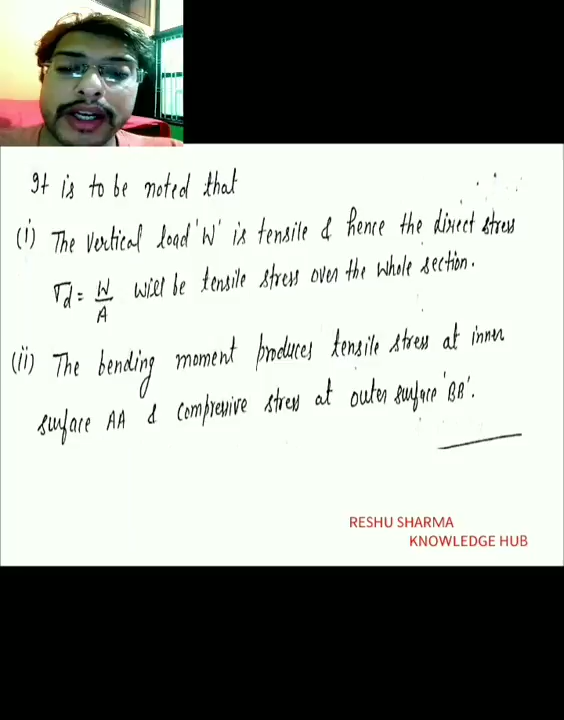 It is to be noted that
(i) The vertical load 'W' is tensile & hence the direct stress
σd = W/A will be tensile stress over the whole section.
(ii) The bending moment produces tensile stress at inner
surface AA & compressive stress at outer surface 'BB'.
RESHU SHARMA
KNOWLEDGE HUB